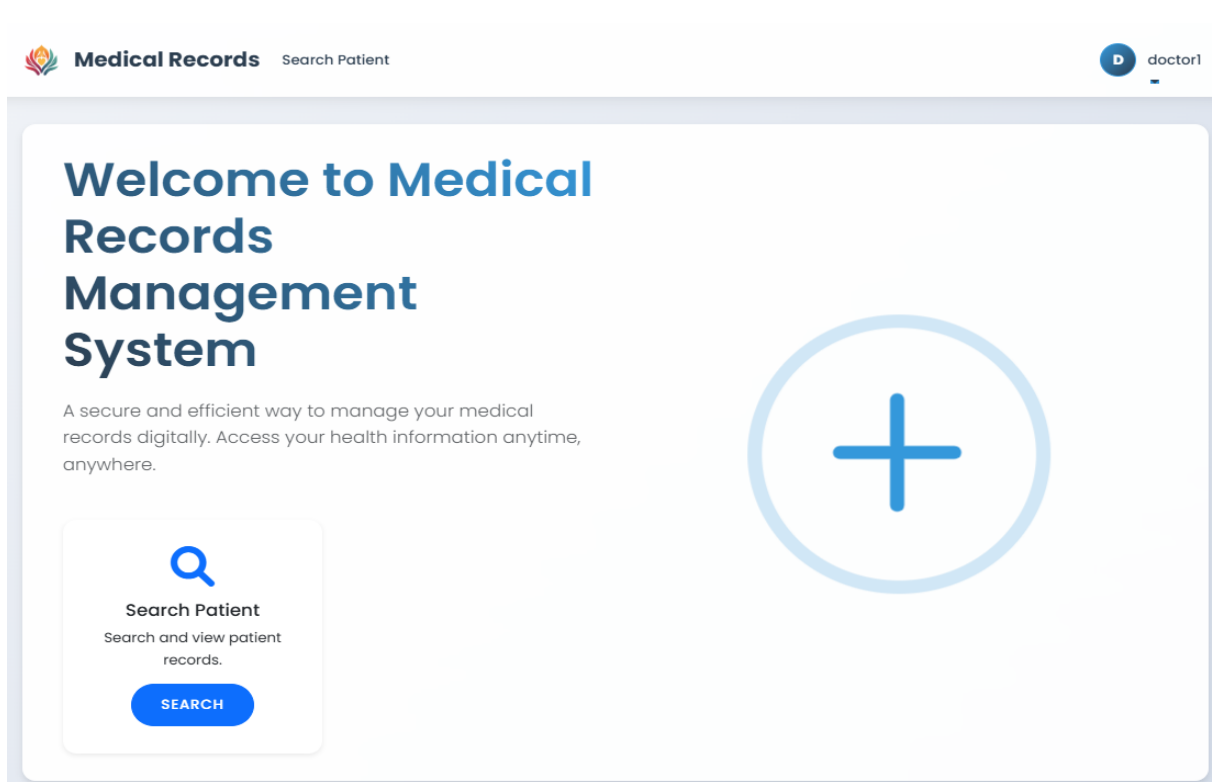 Medical Records Search Patient D doctor1
Welcome to Medical
Records
Management
System
A secure and efficient way to manage your medical
records digitally. Access your health information anytime,
anywhere.
Search Patient
Search and view patient
records.
SEARCH